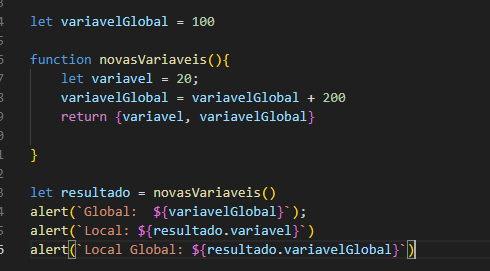 let variavelGlobal = 100
function novasVariaveis(){
let variavel = 20;
variavelGlobal = variavelGlobal + 200
return {variavel, variavelGlobal}
}
let resultado = novasVariaveis()
alert(`Global:  ${variavelGlobal}`);
alert(`Local: ${resultado.variavel}`)
alert(`Local Global: ${resultado.variavelGlobal}`)